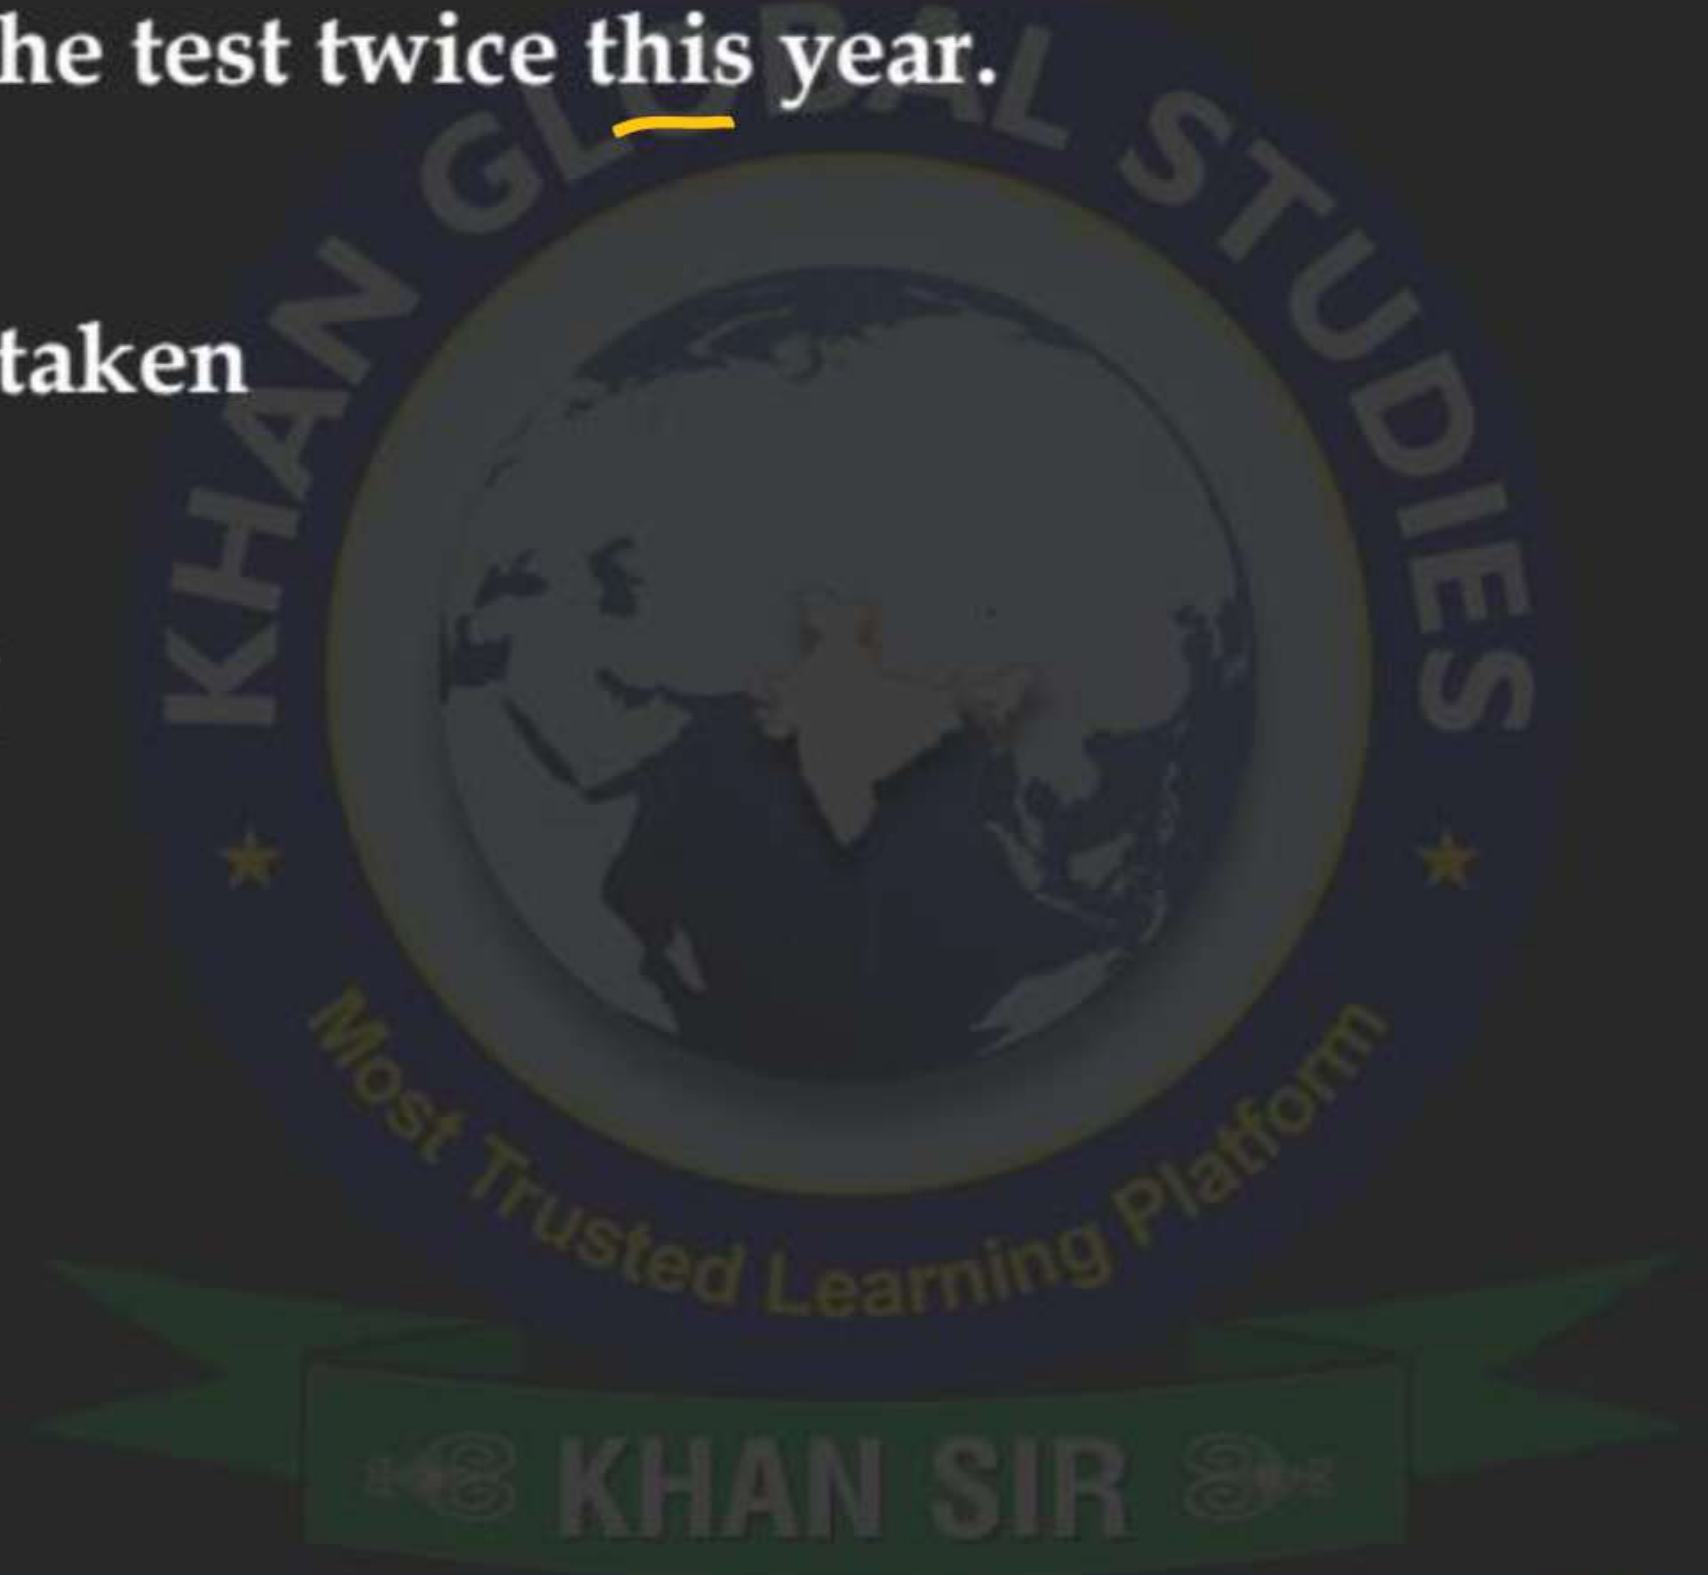 he test twice this year.
taken
KHAN GLOBAL STUDIES
Most Trusted Learning Platform
KHAN SIR